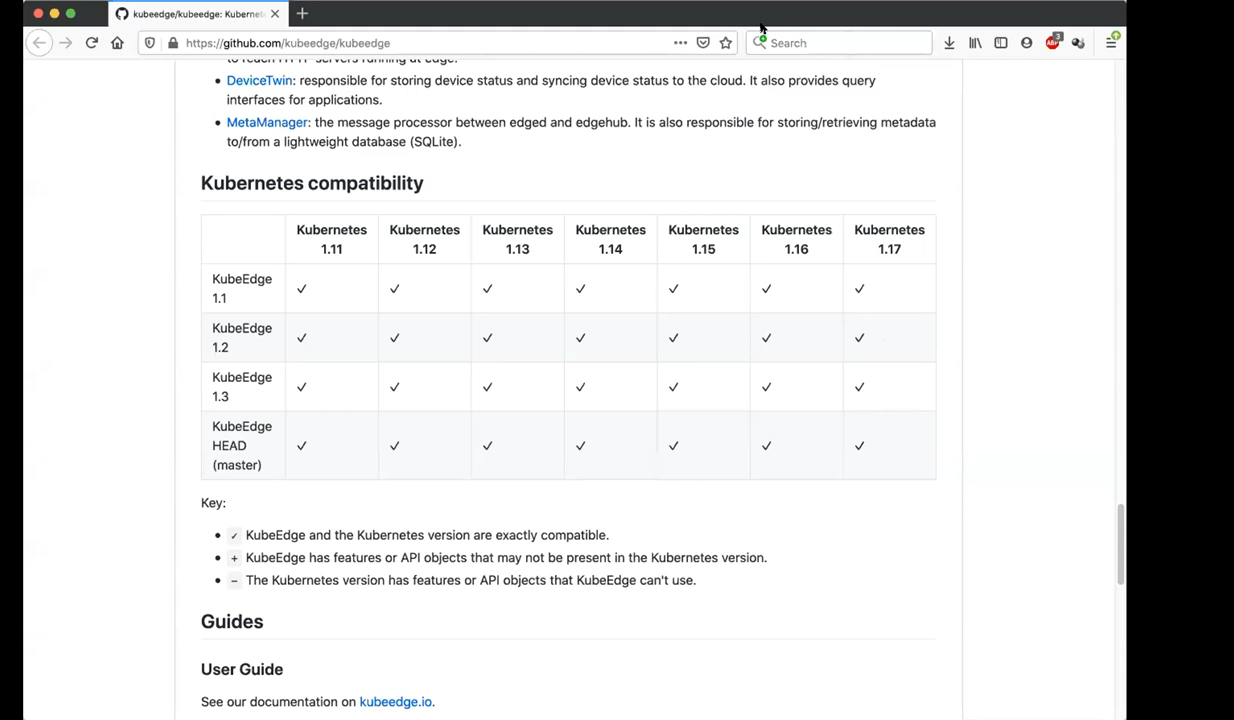 kubeedge/kubeedge: Kubernet
https://github.com/kubeedge/kubeedge
Search
3
DeviceTwin: responsible for storing device status and syncing device status to the cloud. It also provides query
interfaces for applications.
MetaManager: the message processor between edged and edgehub. It is also responsible for storing/retrieving metadata
to/from a lightweight database (SQLite).
Kubernetes compatibility
Kubernetes 1.11 Kubernetes 1.12 Kubernetes 1.13 Kubernetes 1.14 Kubernetes 1.15 Kubernetes 1.16 Kubernetes 1.17
KubeEdge 1.1 ✓ ✓ ✓ ✓ ✓ ✓ ✓
KubeEdge 1.2 ✓ ✓ ✓ ✓ ✓ ✓ ✓
KubeEdge 1.3 ✓ ✓ ✓ ✓ ✓ ✓ ✓
KubeEdge HEAD (master) ✓ ✓ ✓ ✓ ✓ ✓ ✓
Key:
✓ KubeEdge and the Kubernetes version are exactly compatible.
+ KubeEdge has features or API objects that may not be present in the Kubernetes version.
− The Kubernetes version has features or API objects that KubeEdge can't use.
Guides
User Guide
See our documentation on kubeedge.io.